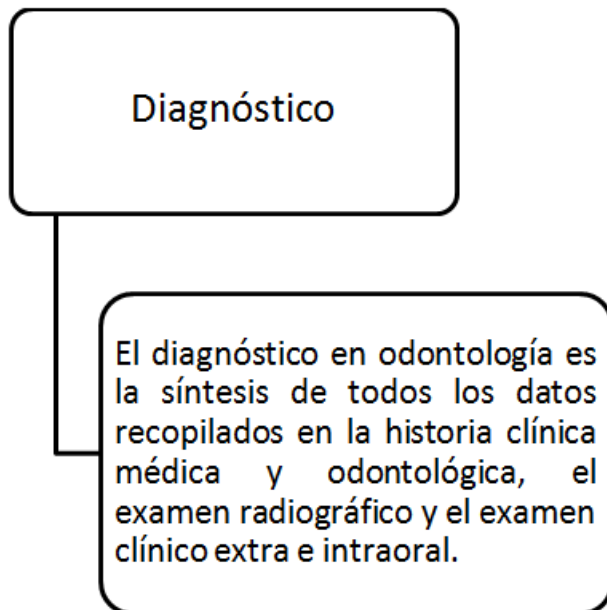 Diagnóstico
El diagnóstico en odontología es
la síntesis de todos los datos
recopilados en la historia clínica
médica y odontológica, el
examen radiográfico y el examen
clínico extra e intraoral.